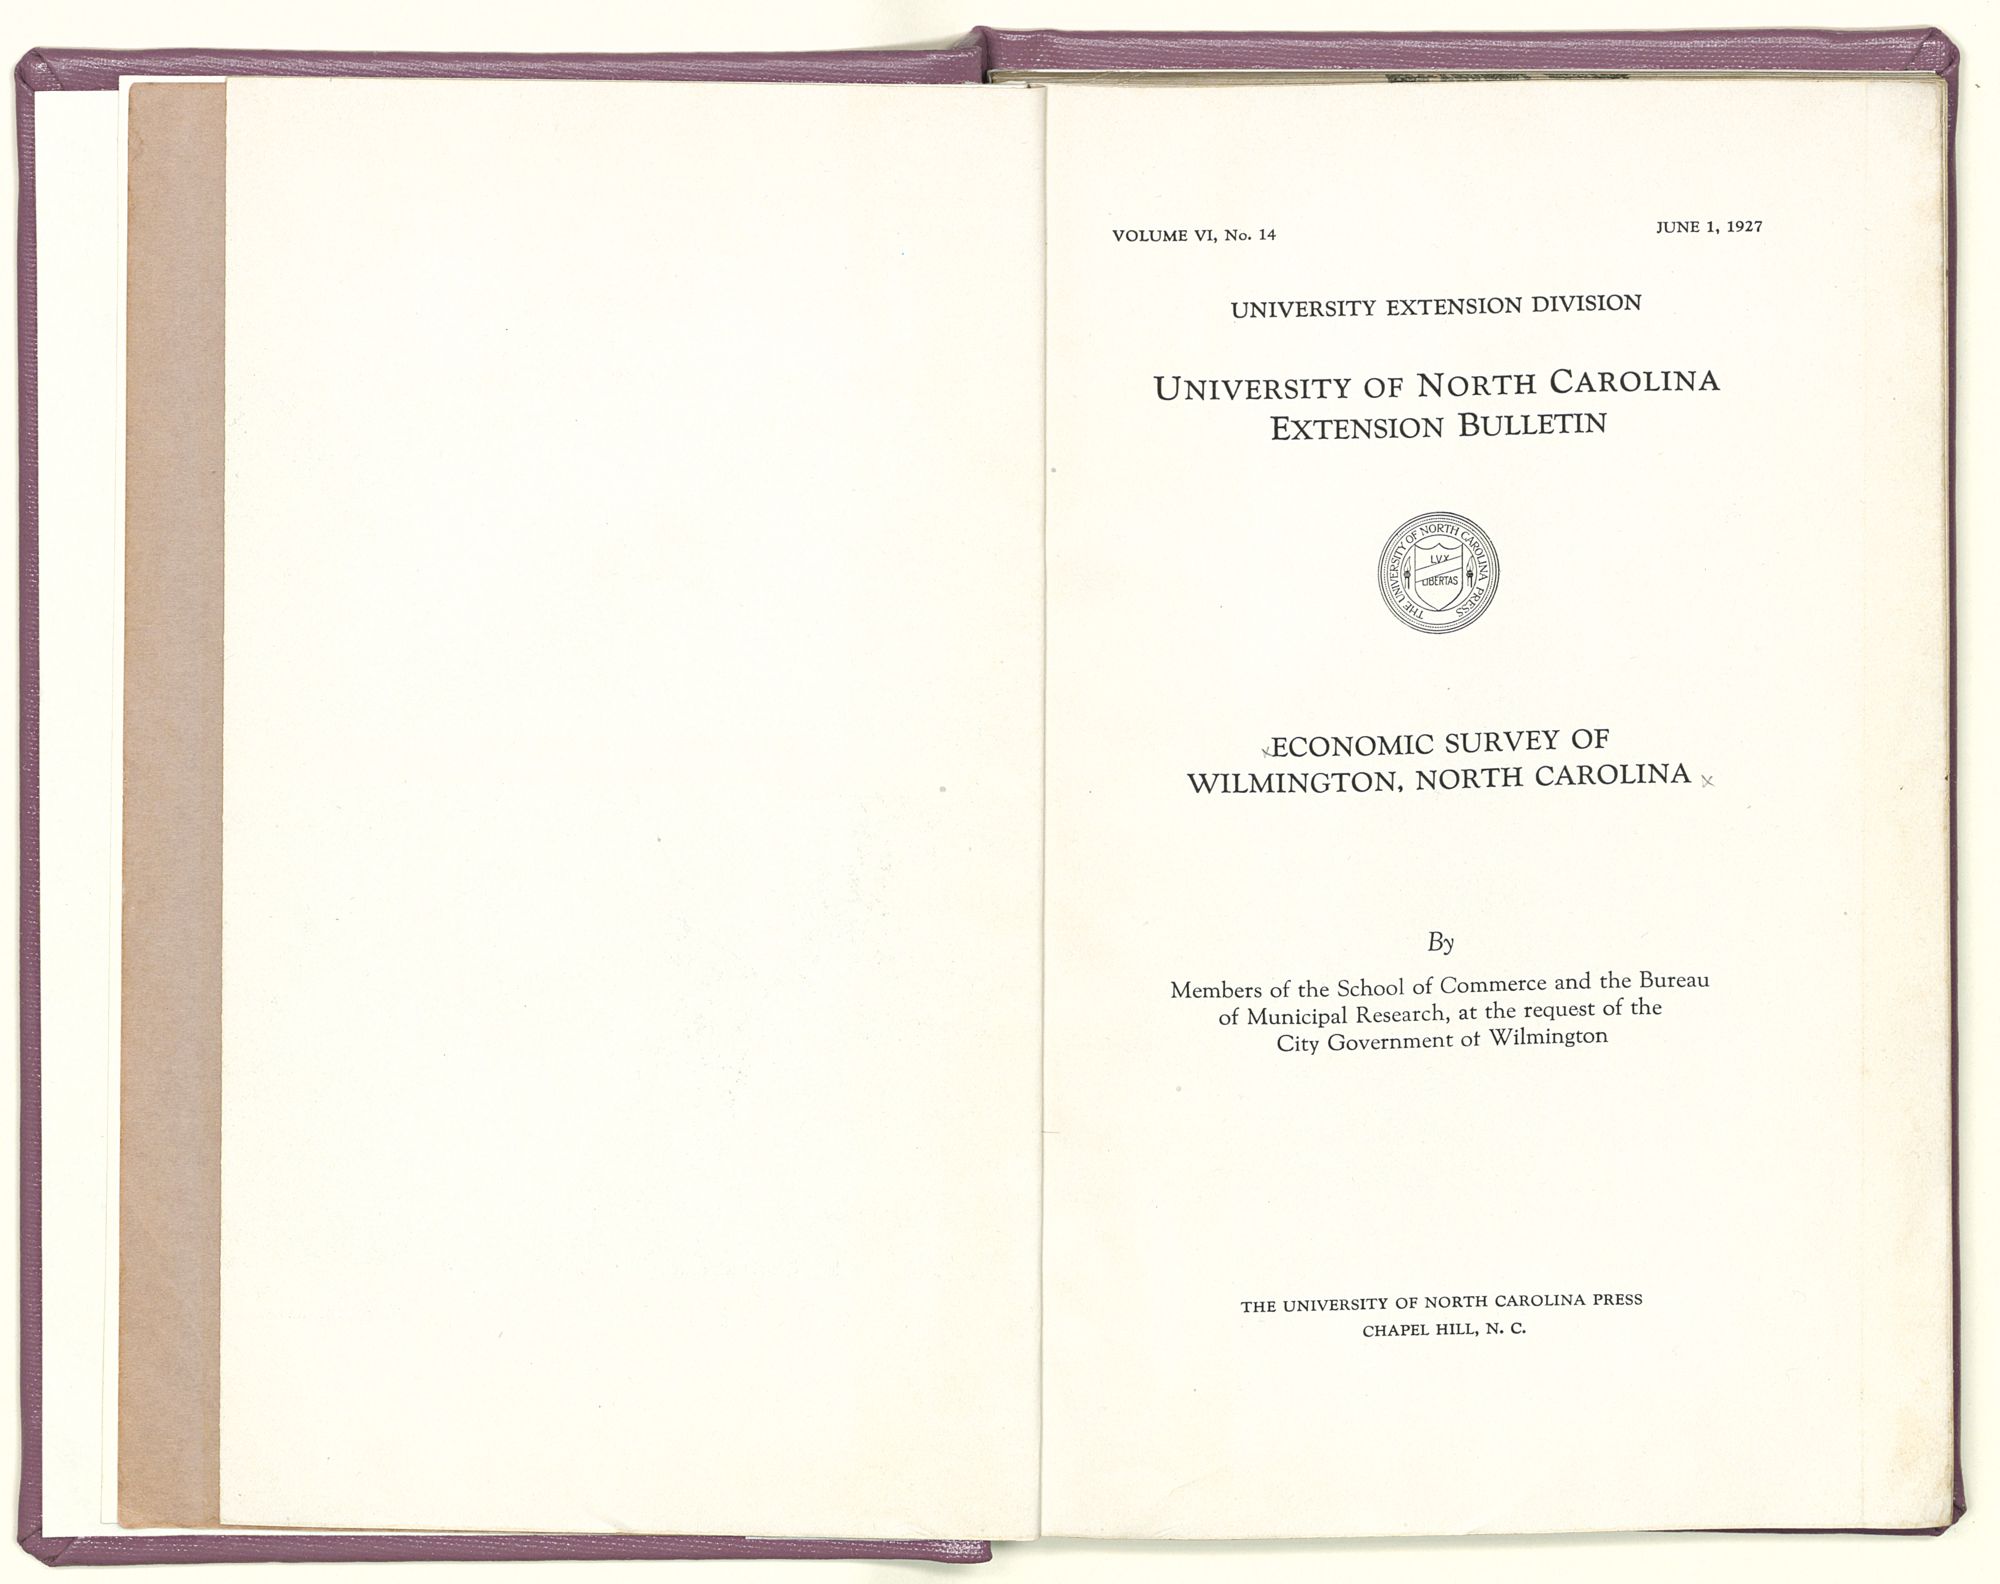 VOLUME VI, No. 14
JUNE 1, 1927
UNIVERSITY EXTENSION DIVISION
UNIVERSITY OF NORTH CAROLINA
EXTENSION BULLETIN
THE UNIVERSITY OF NORTH CAROLINA PRESS
LVX
LIBERTAS
ECONOMIC SURVEY OF
WILMINGTON, NORTH CAROLINA
By
Members of the School of Commerce and the Bureau
of Municipal Research, at the request of the
City Government of Wilmington
THE UNIVERSITY OF NORTH CAROLINA PRESS
CHAPEL HILL, N. C.